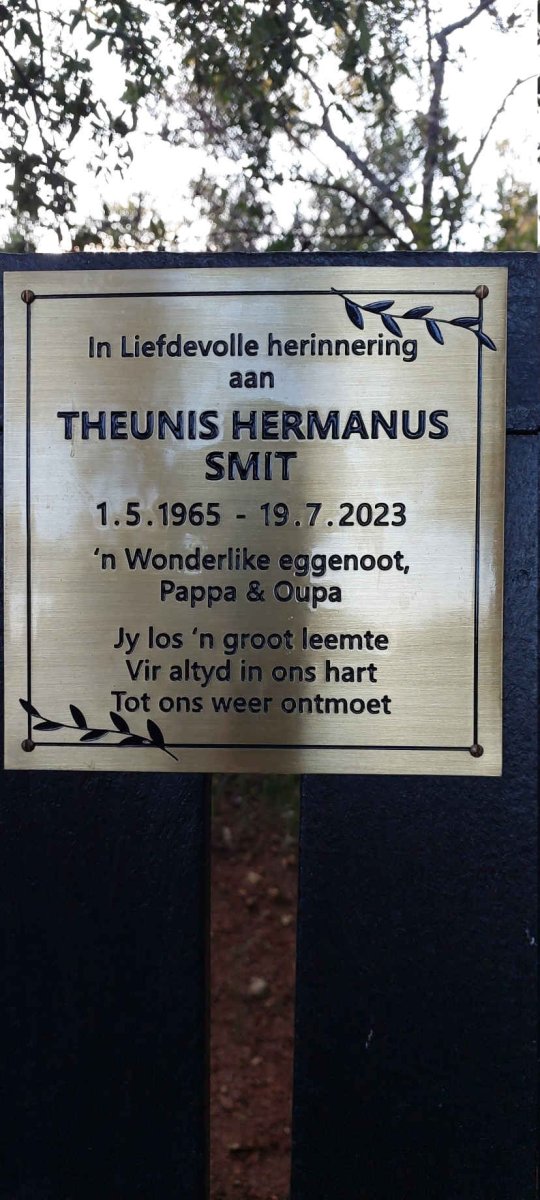 In Liefdevolle herinnering
aan
THEUNIS HERMANUS
SMIT
1.5.1965 - 19.7.2023
‘n Wonderlike eggenoot,
Pappa & Oupa
Jy los ‘n groot leemte
Vir altyd in ons hart
Tot ons weer ontmoet